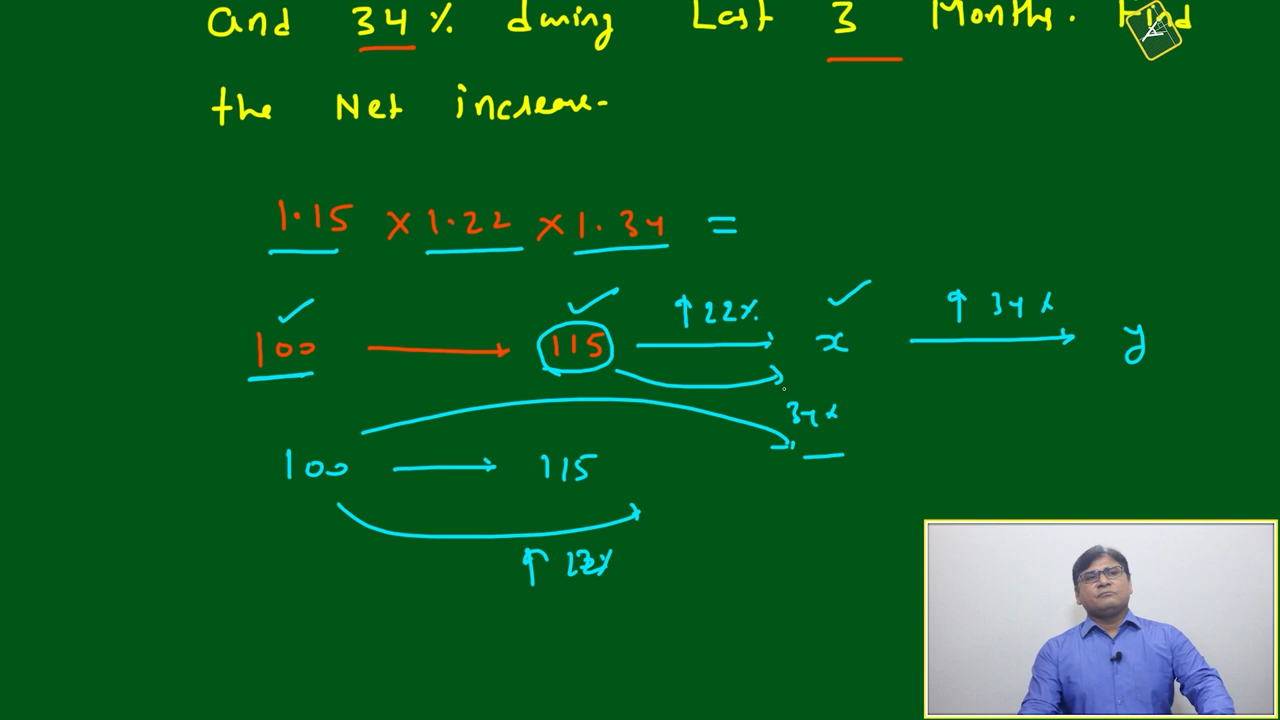 And 34% during Last 3 Months. Find
the Net increase.
1.15 × 1.22 × 1.34 =
100 → 115 ↑ 22% → x ↑ 34% → y
34%
100 → 115
↑ 22%